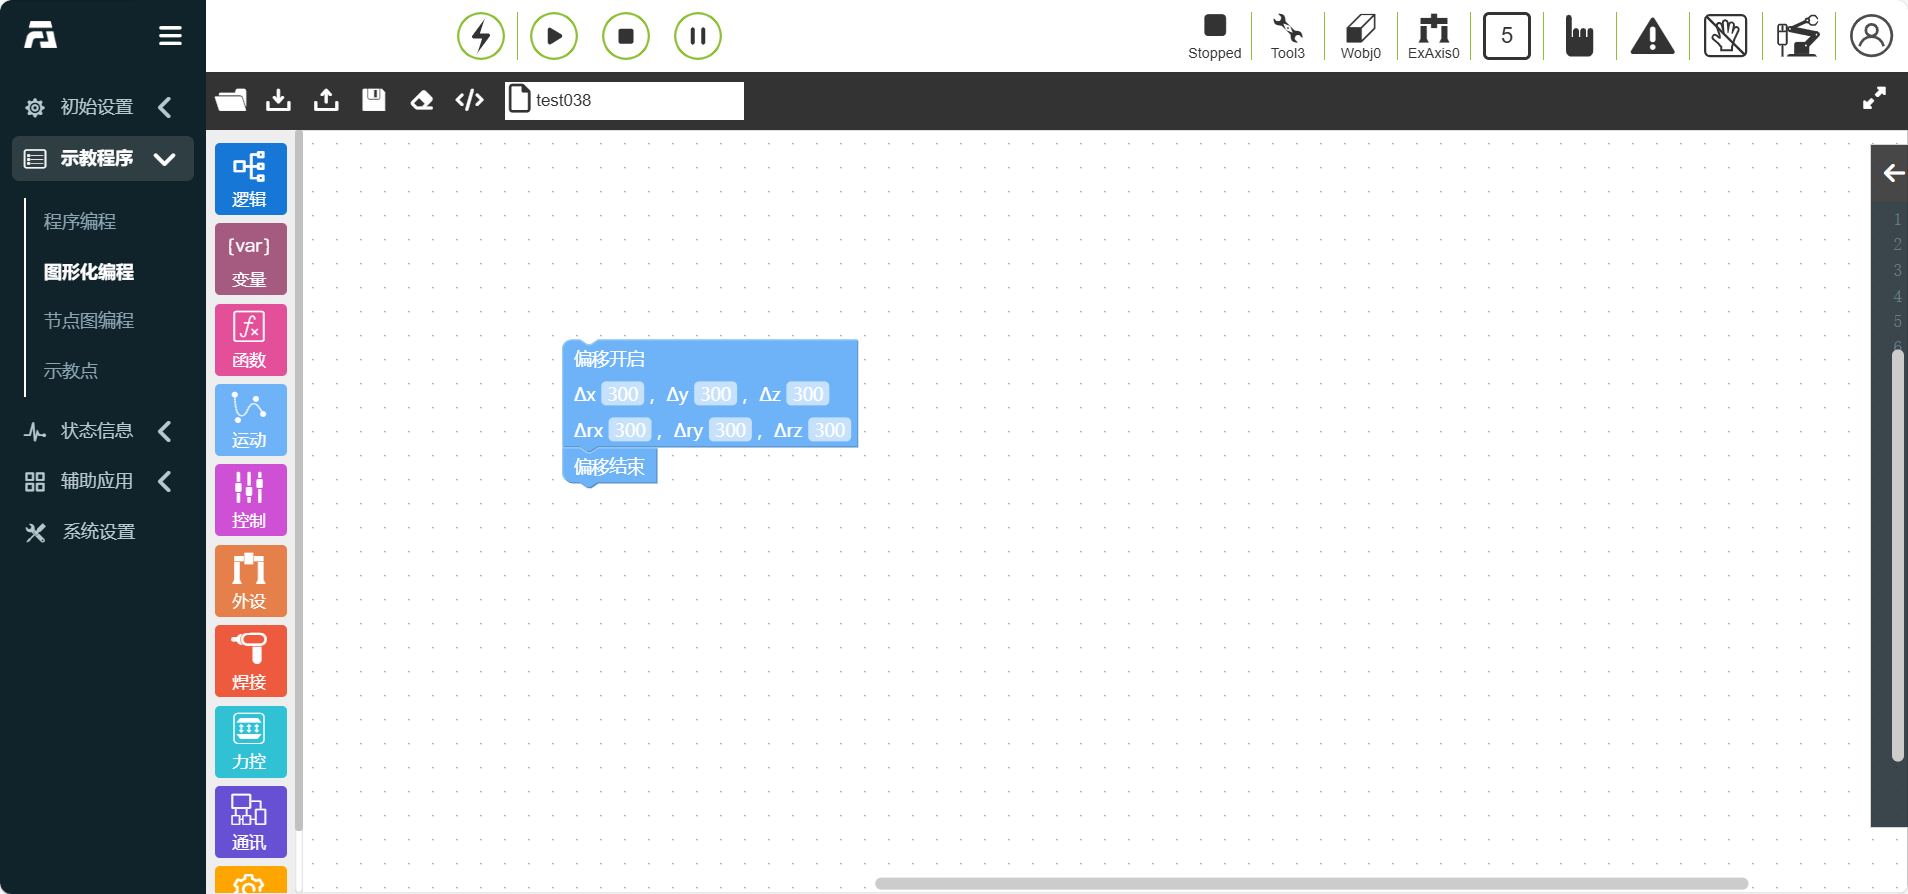 Stopped
Tool3
Wobj0
ExAxis0
5
test038
初始设置
示教程序
程序编程
图形化编程
节点图编程
示教点
状态信息
辅助应用
系统设置
逻辑
{var}
变量
fx
函数
运动
控制
外设
焊接
力控
通讯
偏移开启
Δx 300 , Δy 300 , Δz 300
Δrx 300 , Δry 300 , Δrz 300
偏移结束
1
2
3
4
5
6